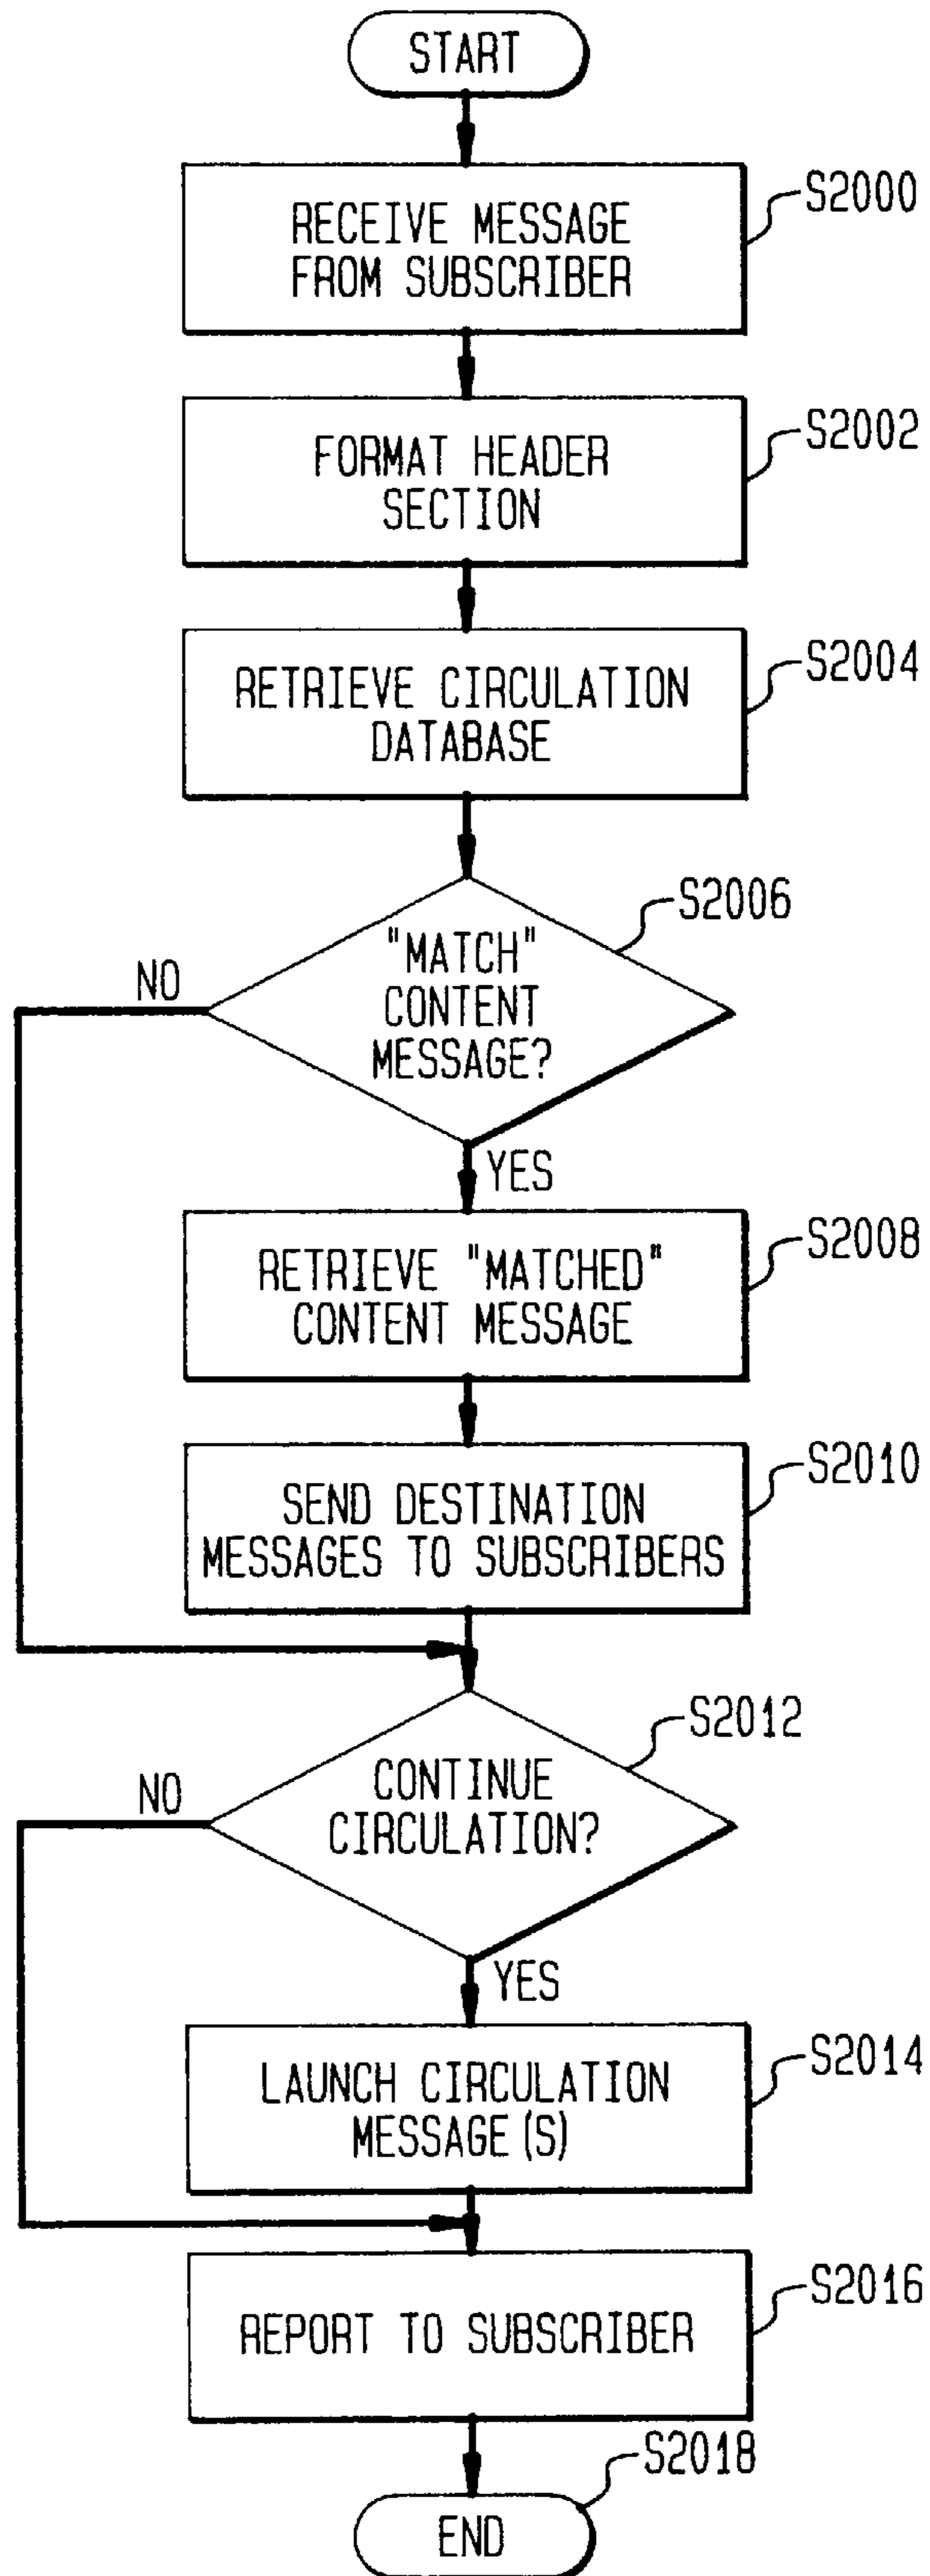 START
RECEIVE MESSAGE
FROM SUBSCRIBER
S2000
FORMAT HEADER
SECTION
S2002
RETRIEVE CIRCULATION
DATABASE
S2004
"MATCH"
CONTENT
MESSAGE?
S2006
NO
YES
RETRIEVE "MATCHED"
CONTENT MESSAGE
S2008
SEND DESTINATION
MESSAGES TO SUBSCRIBERS
S2010
CONTINUE
CIRCULATION?
S2012
NO
YES
LAUNCH CIRCULATION
MESSAGE(S)
S2014
REPORT TO SUBSCRIBER
S2016
END
S2018